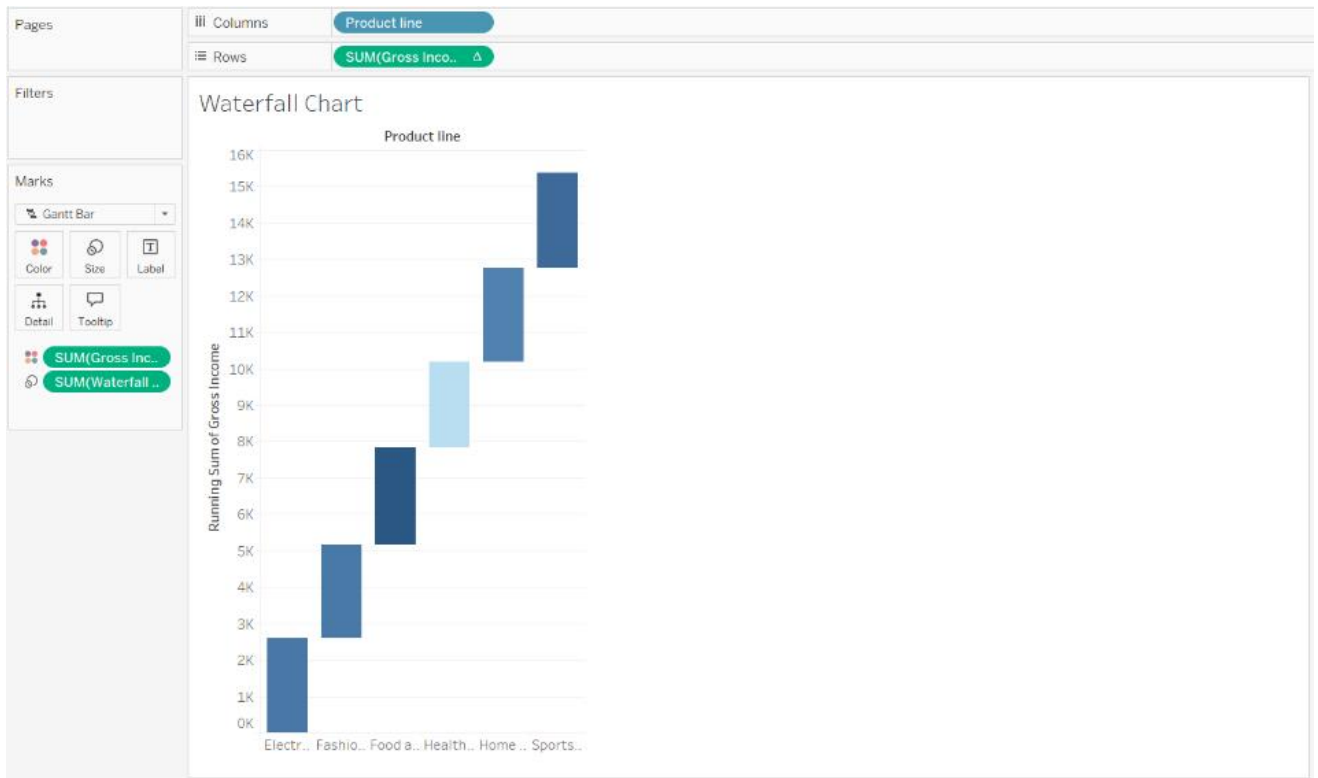 Pages
Columns
Product line
Rows
SUM(Gross Inco.. Δ
Filters
Marks
Gantt Bar
Color
Size
Label
Detail
Tooltip
SUM(Gross Inc..
SUM(Waterfall ..
Waterfall Chart
Product line
16K
15K
14K
13K
12K
11K
10K
9K
8K
7K
6K
5K
4K
3K
2K
1K
0K
Running Sum of Gross Income
Electr.. Fashio.. Food a.. Health.. Home .. Sports..